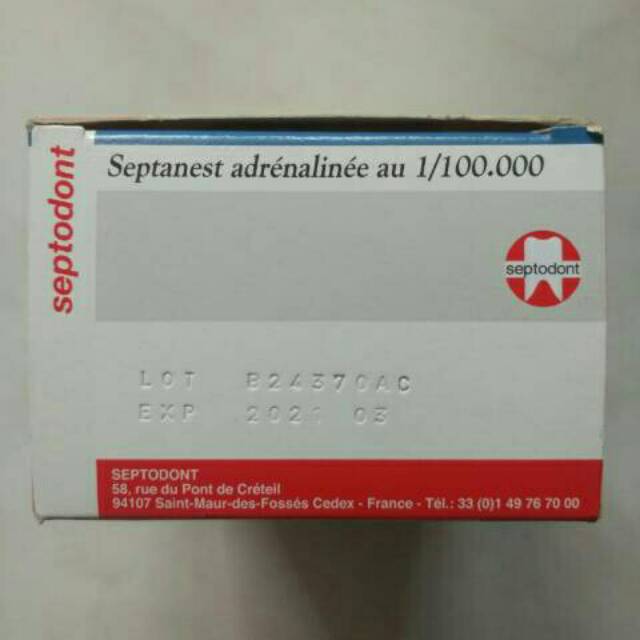 septodont
Septanest adrénalinée au 1/100.000
septodont
LOT B24370AC
EXP 2021 03
SEPTODONT
58, rue du Pont de Créteil
94107 Saint-Maur-des-Fossés Cedex - France - Tél.: 33 (0)1 49 76 70 00